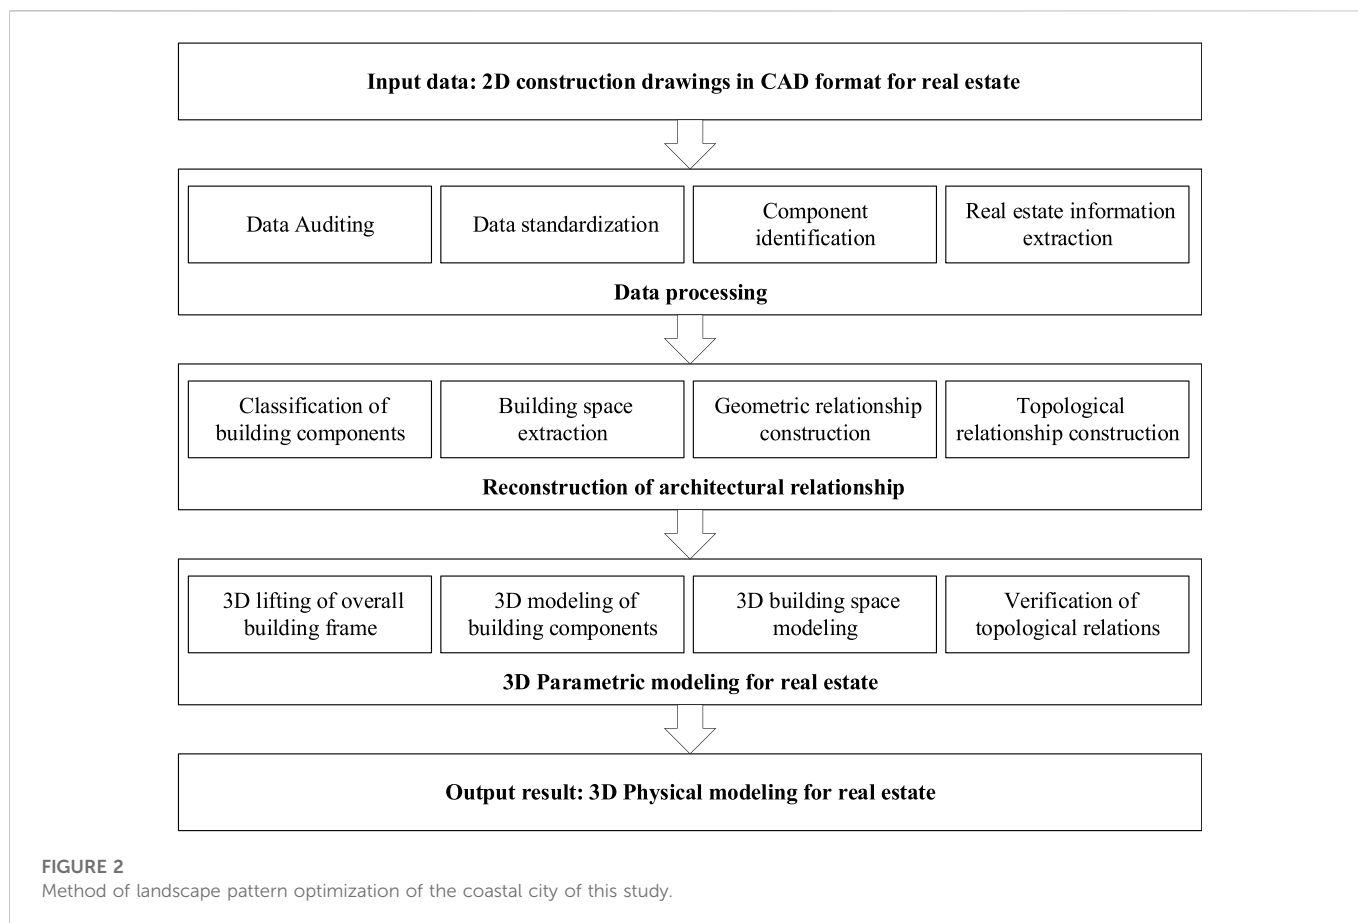 Input data: 2D construction drawings in CAD format for real estate
Data Auditing
Data standardization
Component
identification
Real estate information
extraction
Data processing
Classification of
building components
Building space
extraction
Geometric relationship
construction
Topological
relationship construction
Reconstruction of architectural relationship
3D lifting of overall
building frame
3D modeling of
building components
3D building space
modeling
Verification of
topological relations
3D Parametric modeling for real estate
Output result: 3D Physical modeling for real estate
FIGURE 2
Method of landscape pattern optimization of the coastal city of this study.